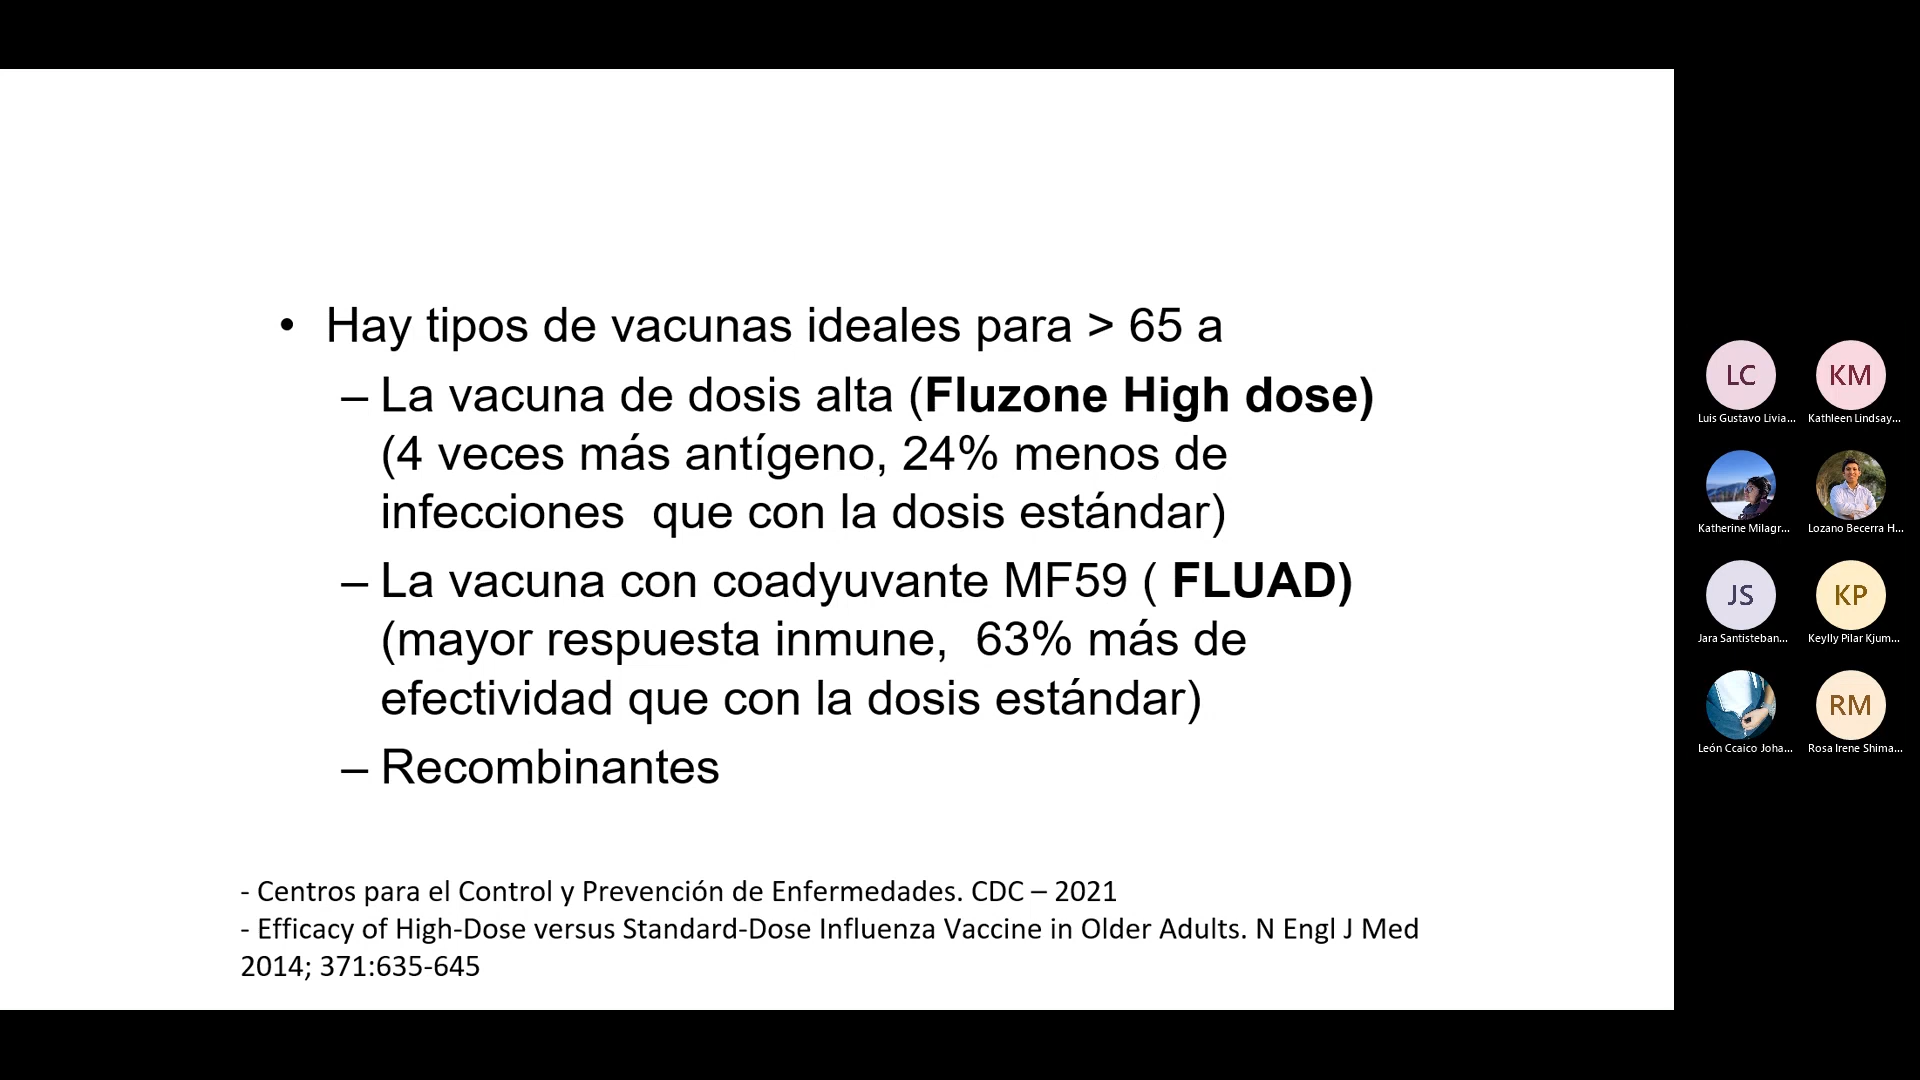 • Hay tipos de vacunas ideales para > 65 a
– La vacuna de dosis alta (Fluzone High dose)
(4 veces más antígeno, 24% menos de
infecciones  que con la dosis estándar)
– La vacuna con coadyuvante MF59 ( FLUAD)
(mayor respuesta inmune,  63% más de
efectividad que con la dosis estándar)
– Recombinantes
- Centros para el Control y Prevención de Enfermedades. CDC – 2021
- Efficacy of High-Dose versus Standard-Dose Influenza Vaccine in Older Adults. N Engl J Med
2014; 371:635-645
LC KM
Luis Gustavo Livia... Kathleen Lindsay...
Katherine Milagr... Lozano Becerra H...
JS KP
Jara Santisteban... Keylly Pilar Kjum...
RM
León Ccaico Joha... Rosa Irene Shima...